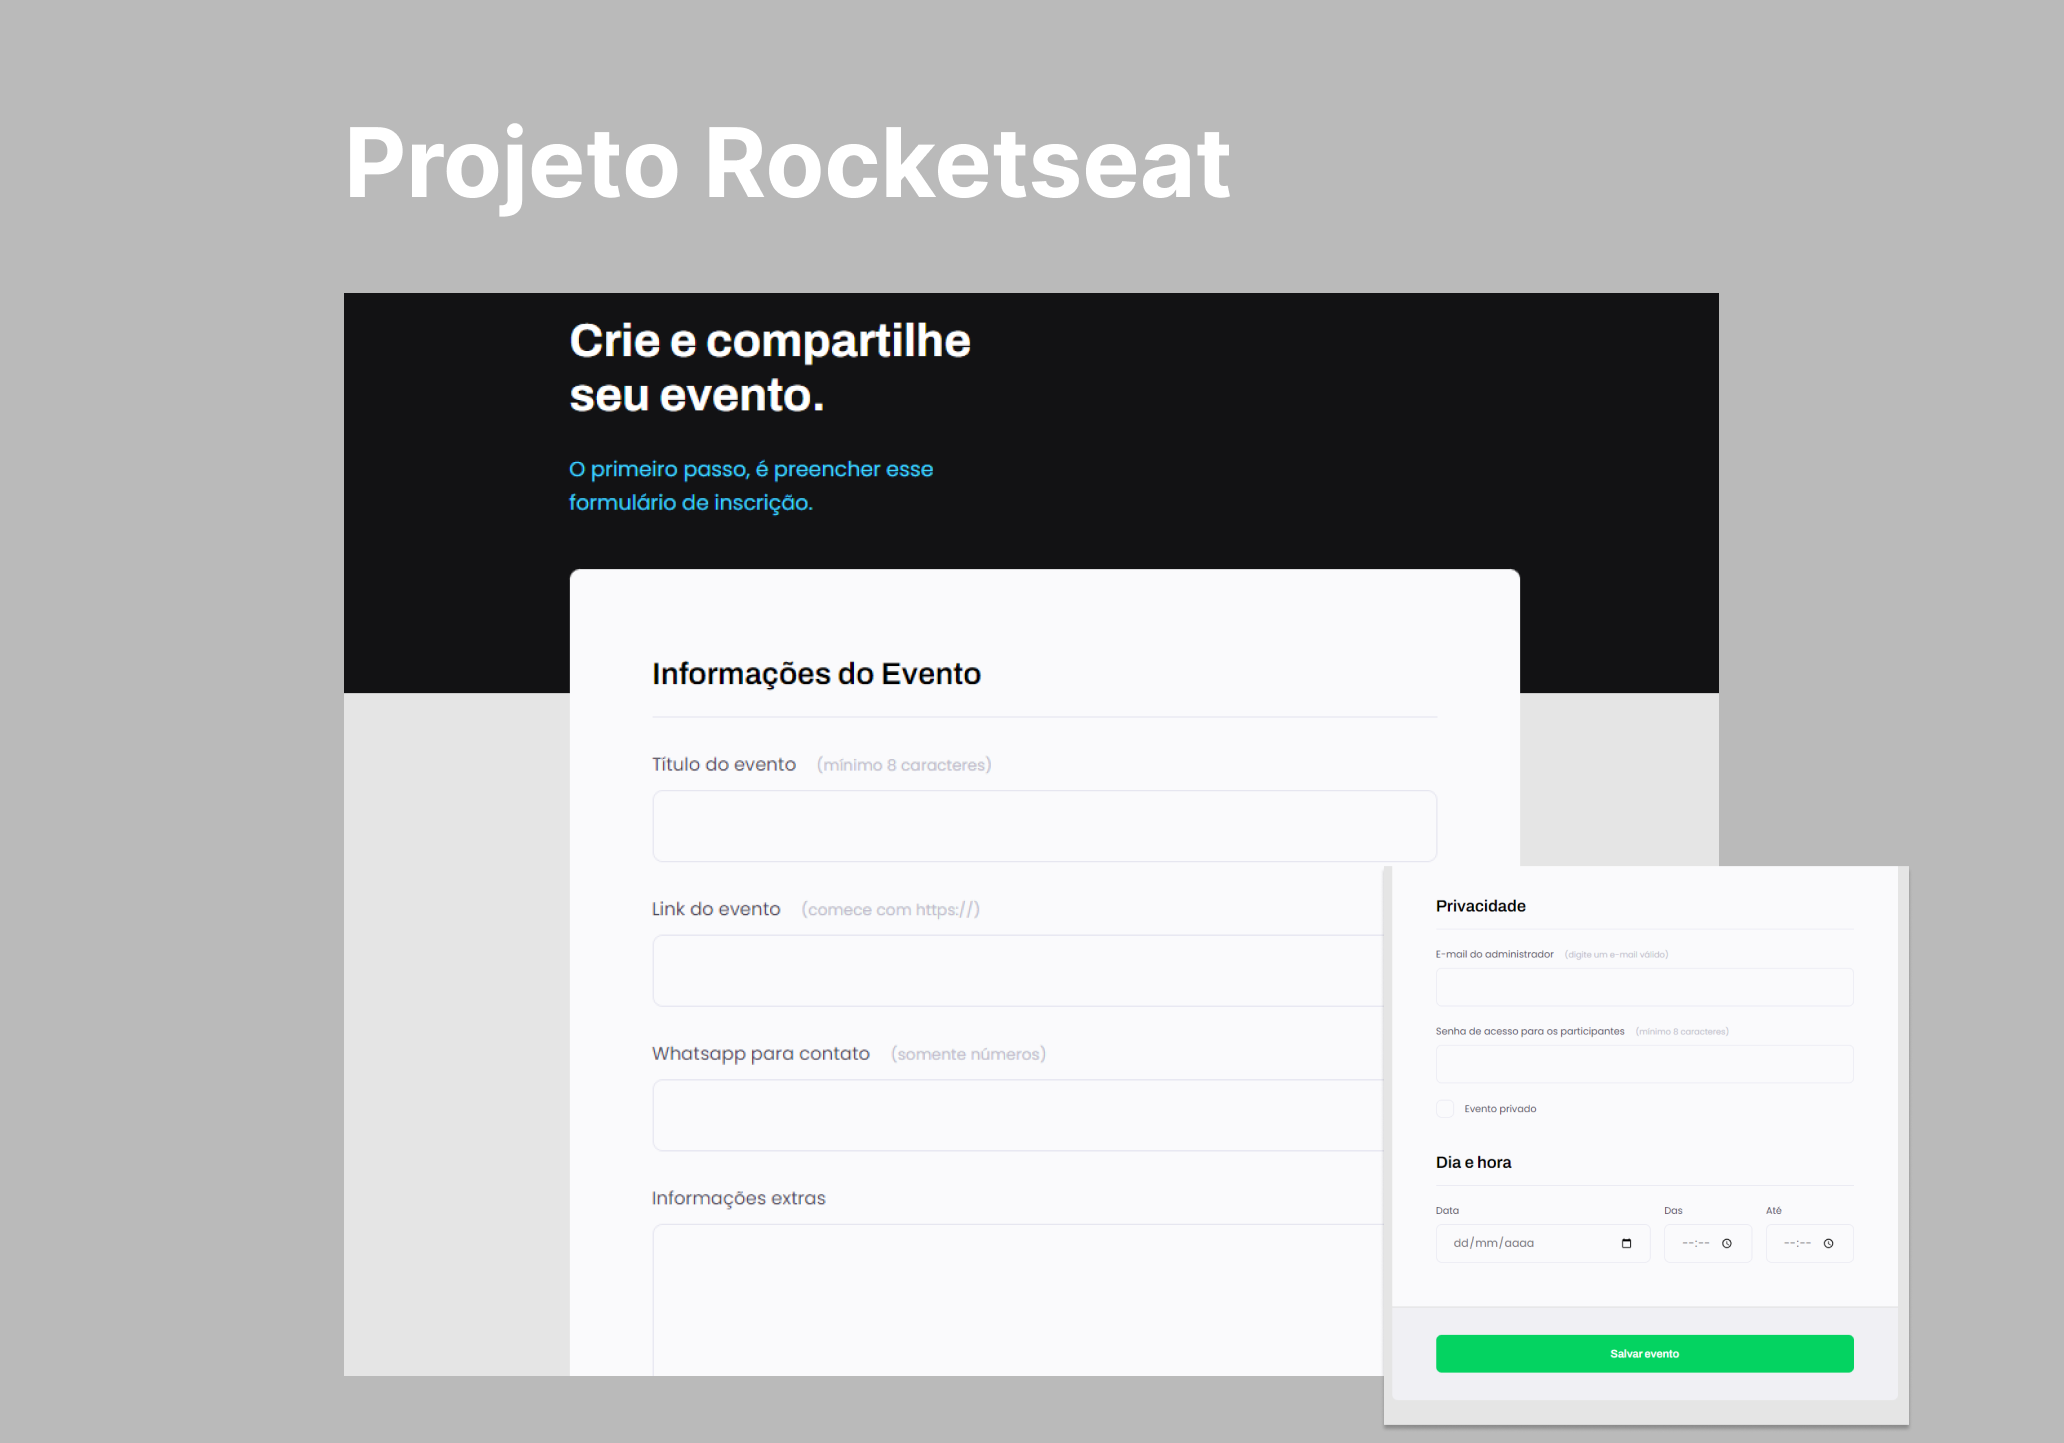 Projeto Rocketseat
Crie e compartilhe
seu evento.
O primeiro passo, é preencher esse
formulário de inscrição.
Informações do Evento
Título do evento (mínimo 8 caracteres)
Link do evento (comece com https://)
Whatsapp para contato (somente números)
Informações extras
Privacidade
E-mail do administrador (digite um e-mail válido)
Senha de acesso para os participantes (mínimo 8 caracteres)
Evento privado
Dia e hora
Data Das Até
dd/mm/aaaa --:-- --:--
Salvar evento